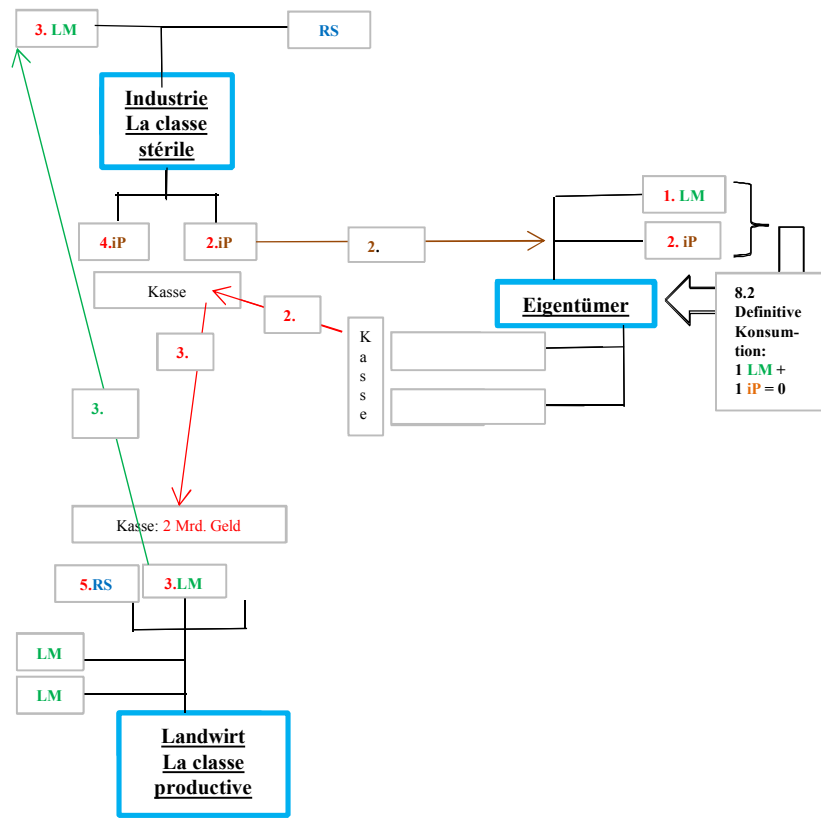 3. LM
RS
Industrie
La classe
stérile
1. LM
4.iP
2.iP
2.
2. iP
Kasse
2.
Eigentümer
8.2
Definitive
Konsum-
tion:
1 LM +
1 iP = 0
3.
K
a
s
s
e
3.
Kasse: 2 Mrd. Geld
5.RS
3.LM
LM
LM
Landwirt
La classe
productive